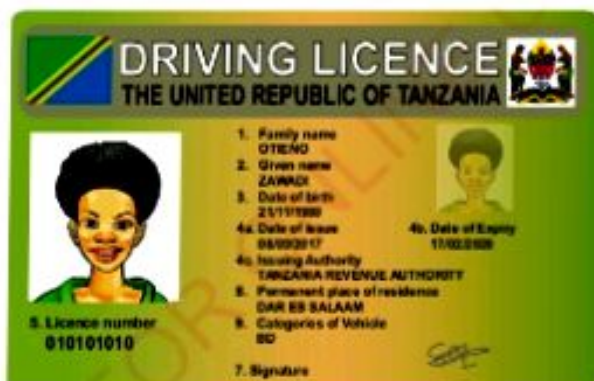 DRIVING LICENCE
THE UNITED REPUBLIC OF TANZANIA
1. Family name
OTIENO
2. Given name
ZAWADI
3. Date of birth
4a. Date of issue
4b. Date of Expiry
4c. Issuing Authority
TANZANIA REVENUE AUTHORITY
8. Permanent place of residence
DAR ES SALAAM
9. Categories of Vehicle
BD
5. Licence number
010101010
7. Signature
FOR